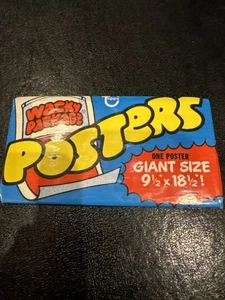 WACKY
PACKAGES
POSTERS
ONE POSTER
GIANT SIZE
9½" x 18½"!